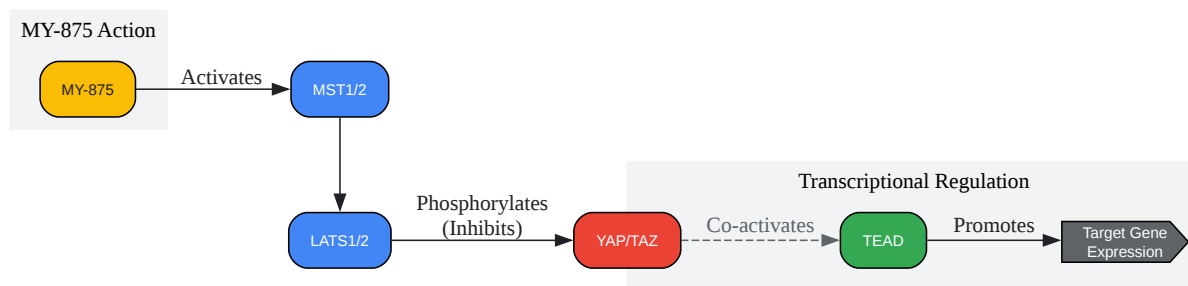 MY-875 Action
MY-875
Activates
MST1/2
Transcriptional Regulation
LATS1/2
Phosphorylates
(Inhibits)
YAP/TAZ
Co-activates
TEAD
Promotes
Target Gene
Expression